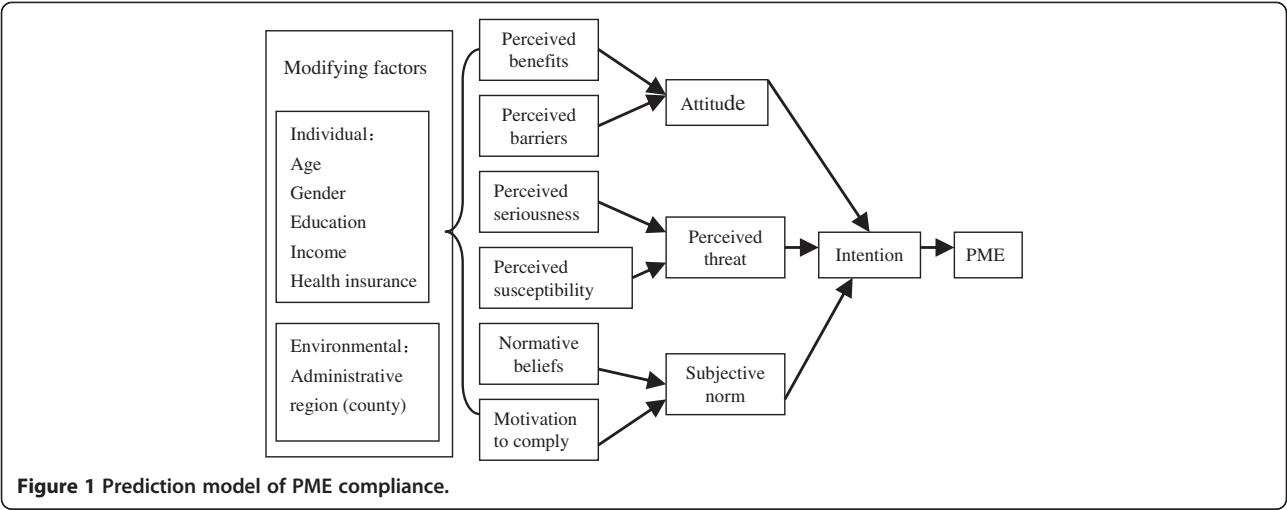 Modifying factors
Individual：
Age
Gender
Education
Income
Health insurance
Environmental：
Administrative
region (county)
Perceived
benefits
Perceived
barriers
Perceived
seriousness
Perceived
susceptibility
Normative
beliefs
Motivation
to comply
Attitude
Perceived
threat
Subjective
norm
Intention
PME
Figure 1 Prediction model of PME compliance.